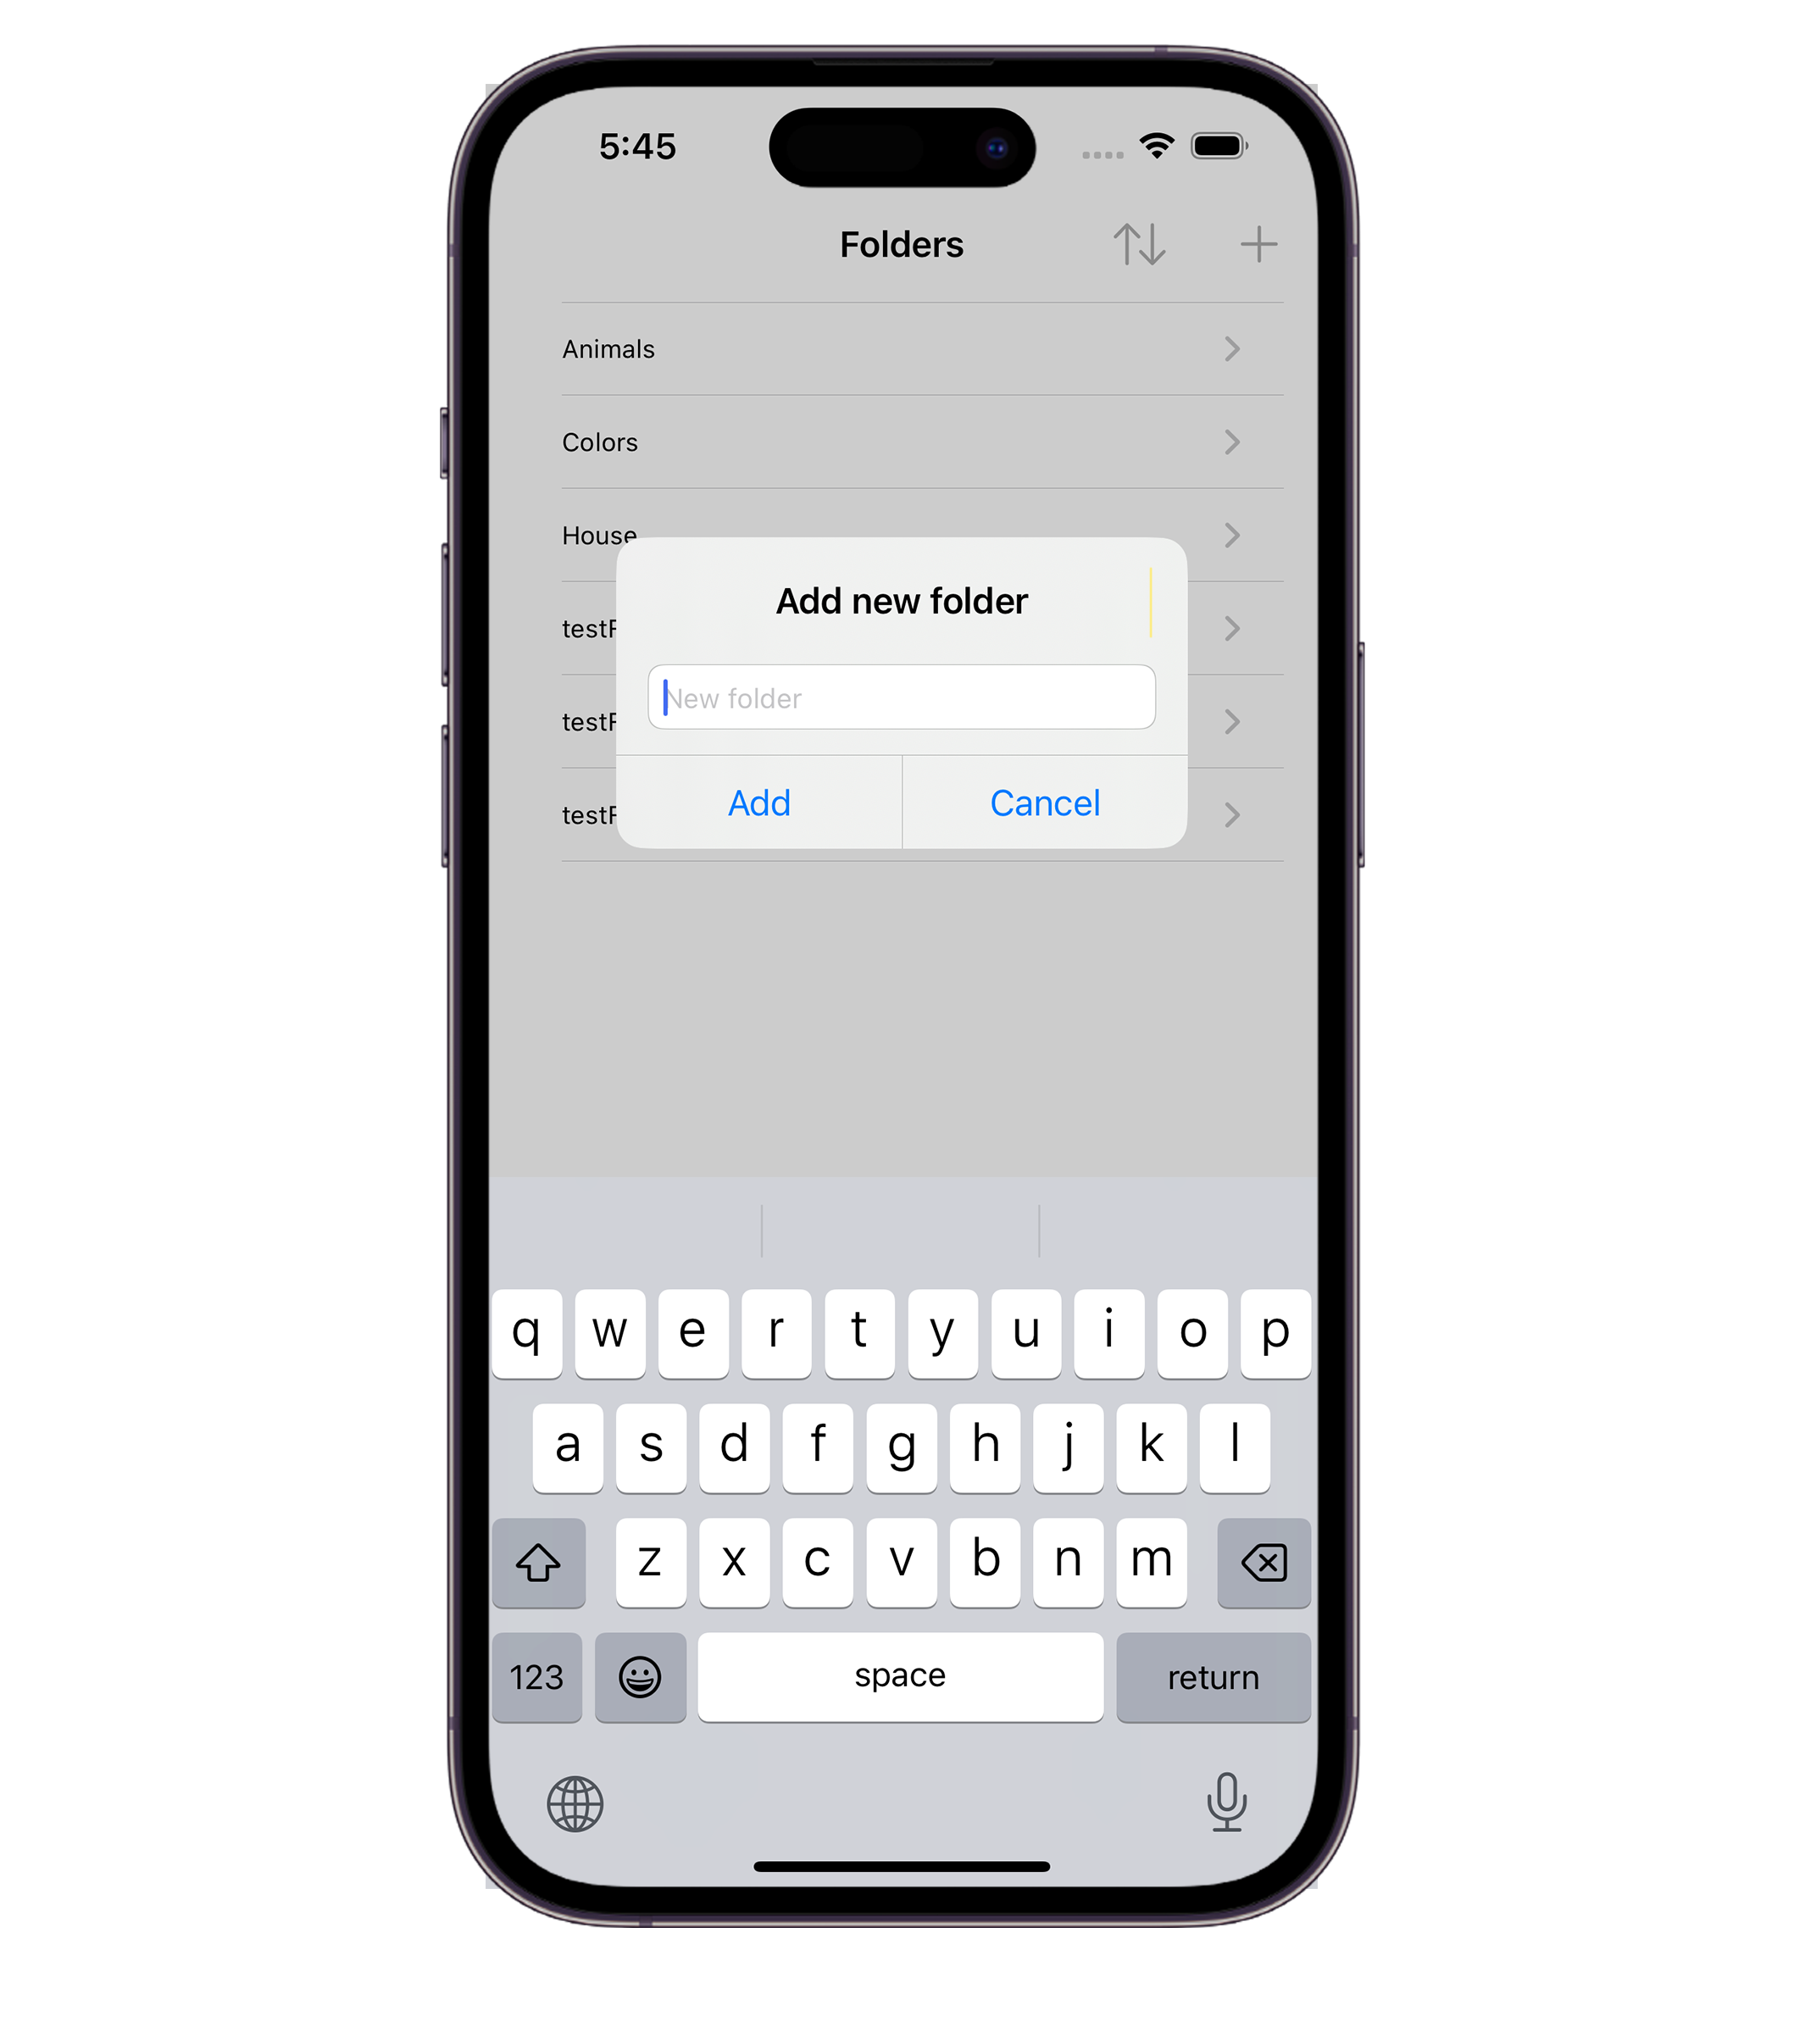 5:45
Folders
Animals
Colors
House
Add new folder
testF
New folder
testF
Add Cancel
testF
q w e r t y u i o p
a s d f g h j k l
z x c v b n m
123 space return